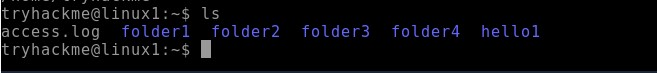 tryhackme@linux1:~$ ls
access.log  folder1  folder2  folder3  folder4  hello1
tryhackme@linux1:~$